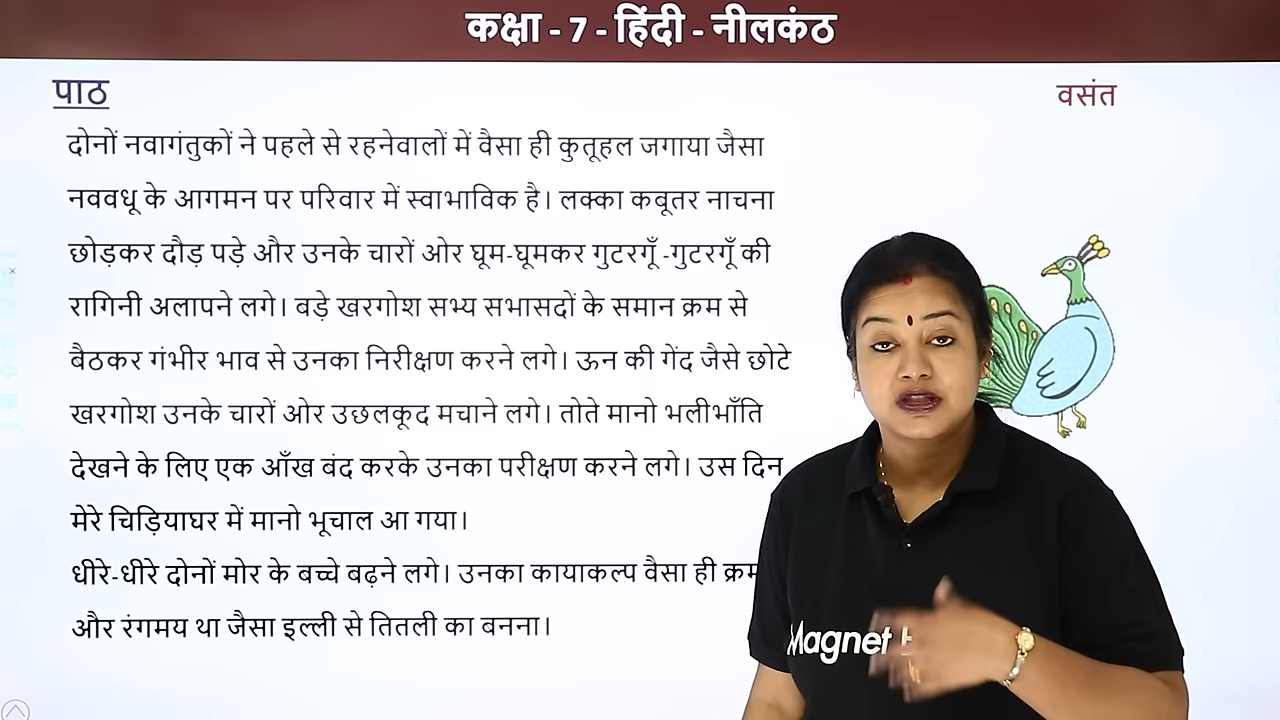 कक्षा - 7 - हिंदी - नीलकंठ
पाठ
वसंत
दोनों नवागंतुकों ने पहले से रहनेवालों में वैसा ही कुतूहल जगाया जैसा
नववधू के आगमन पर परिवार में स्वाभाविक है। लक्का कबूतर नाचना
छोड़कर दौड़ पड़े और उनके चारों ओर घूम-घूमकर गुटरगूँ -गुटरगूँ की
रागिनी अलापने लगे। बड़े खरगोश सभ्य सभासदों के समान क्रम से
बैठकर गंभीर भाव से उनका निरीक्षण करने लगे। ऊन की गेंद जैसे छोटे
खरगोश उनके चारों ओर उछलकूद मचाने लगे। तोते मानो भलीभाँति
देखने के लिए एक आँख बंद करके उनका परीक्षण करने लगे। उस दिन
मेरे चिड़ियाघर में मानो भूचाल आ गया।
धीरे-धीरे दोनों मोर के बच्चे बढ़ने लगे। उनका कायाकल्प वैसा ही
और रंगमय था जैसा इल्ली से तितली का बनना।
Magnet